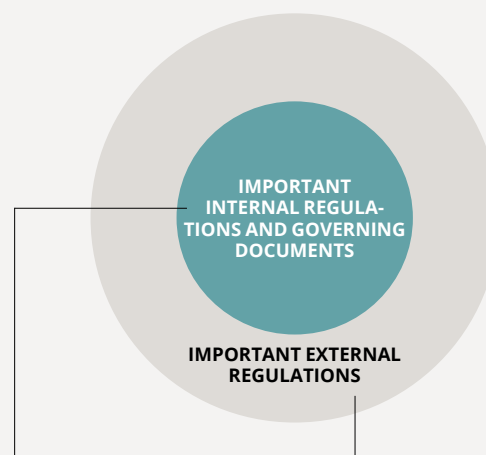 IMPORTANT
INTERNAL REGULA-
TIONS AND GOVERNING
DOCUMENTS
IMPORTANT EXTERNAL
REGULATIONS